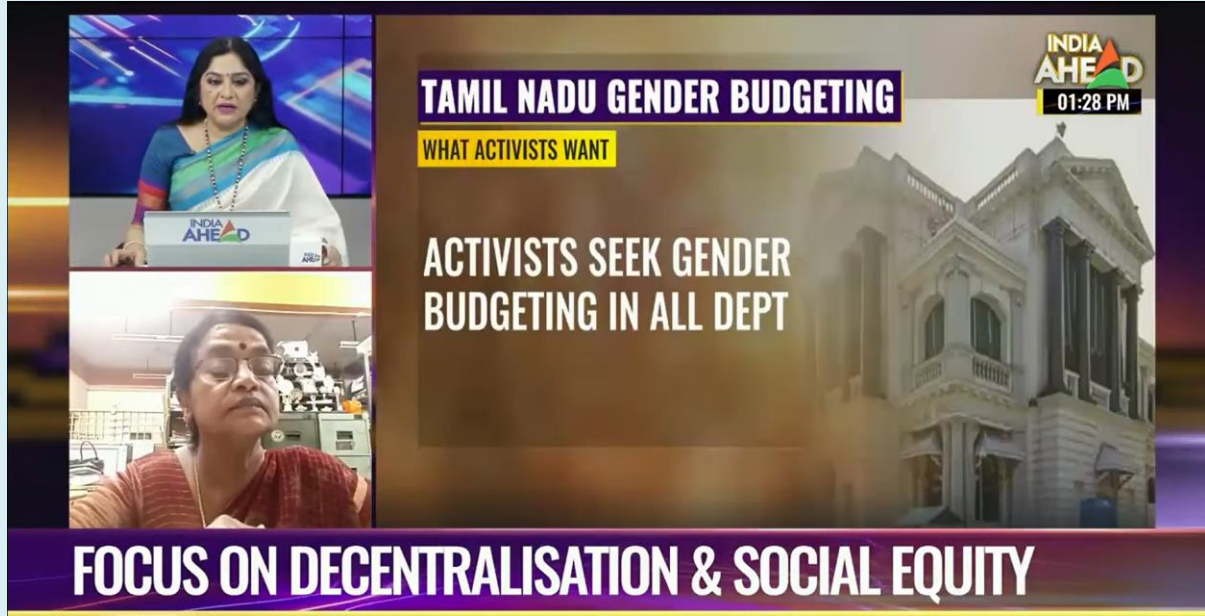 INDIA
AHEAD
01:28 PM
TAMIL NADU GENDER BUDGETING
WHAT ACTIVISTS WANT
ACTIVISTS SEEK GENDER
BUDGETING IN ALL DEPT
INDIA
AHEAD
FOCUS ON DECENTRALISATION & SOCIAL EQUITY